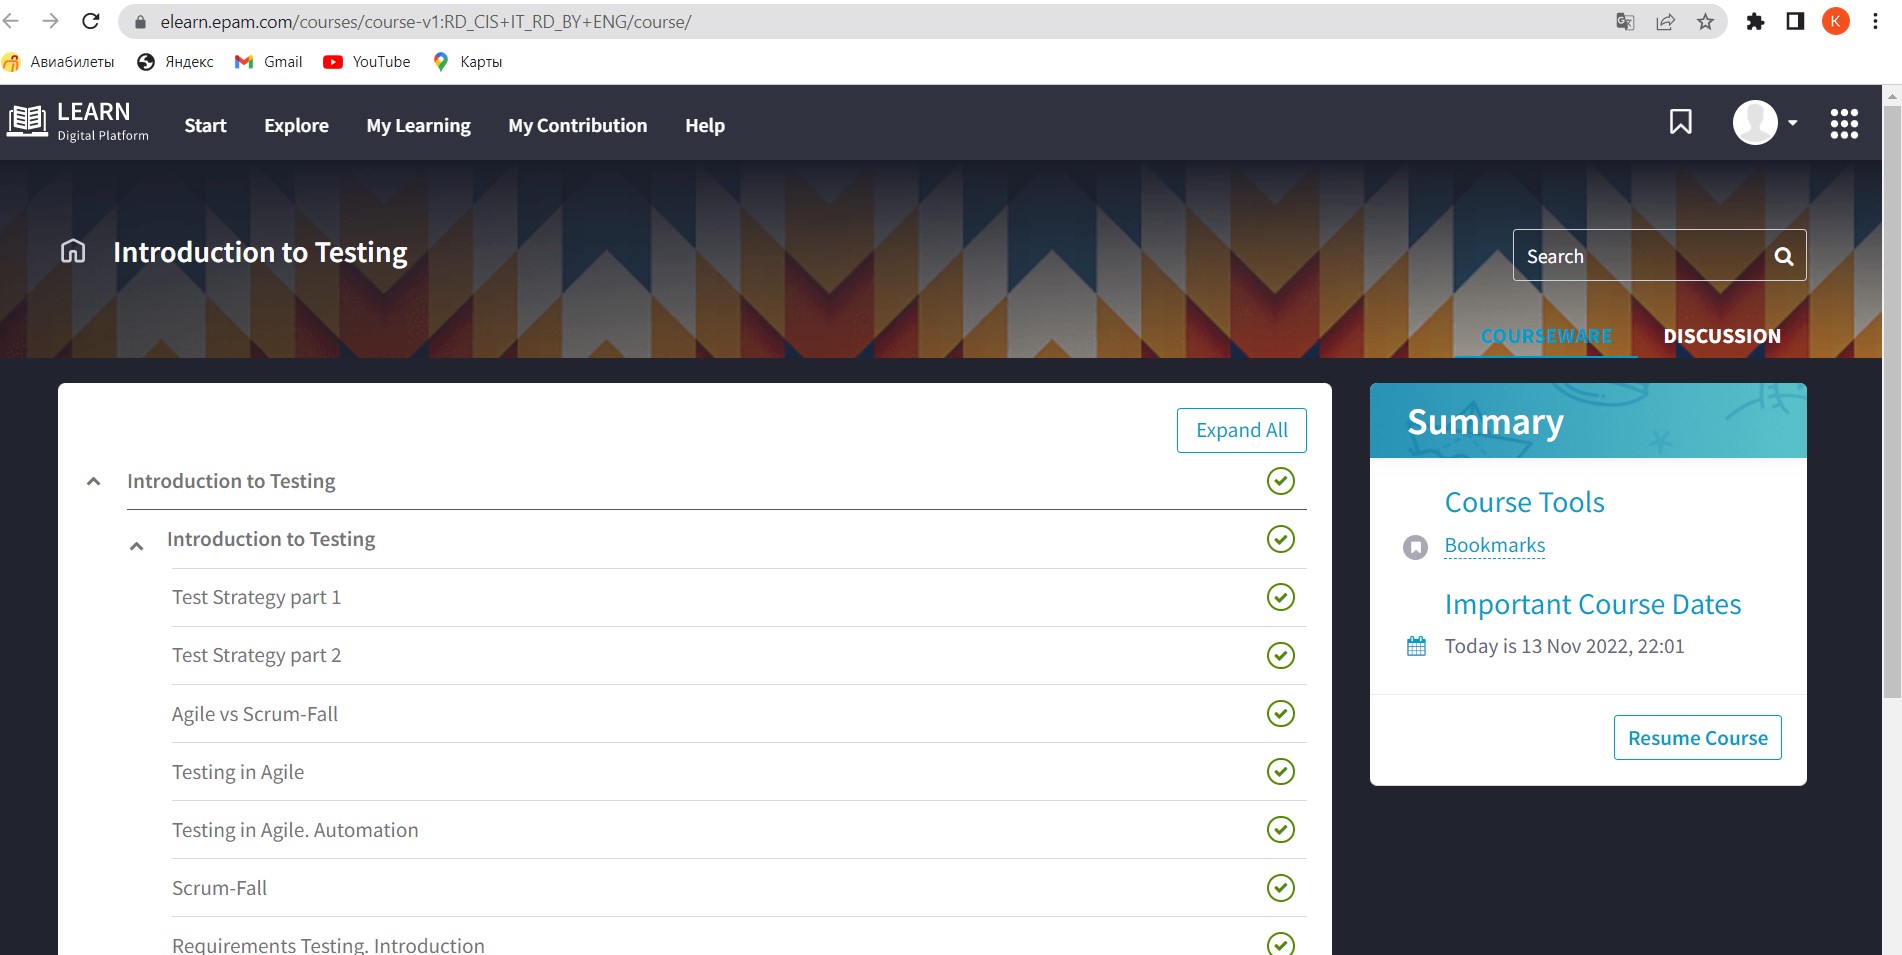 elearn.epam.com/courses/course-v1:RD_CIS+IT_RD_BY+ENG/course/
K
Авиабилеты Яндекс Gmail YouTube Карты
LEARN
Digital Platform
Start Explore My Learning My Contribution Help
Introduction to Testing
Search
COURSEWARE DISCUSSION
Expand All
Introduction to Testing
Introduction to Testing
Test Strategy part 1
Test Strategy part 2
Agile vs Scrum-Fall
Testing in Agile
Testing in Agile. Automation
Scrum-Fall
Requirements Testing. Introduction
Summary
Course Tools
Bookmarks
Important Course Dates
Today is 13 Nov 2022, 22:01
Resume Course